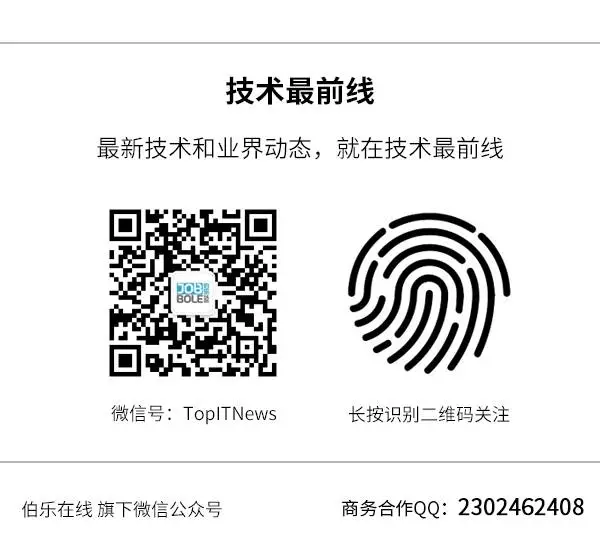 技术最前线
最新技术和业界动态，就在技术最前线
JOB
BOLE
微信号：TopITNews
长按识别二维码关注
伯乐在线 旗下微信公众号
商务合作QQ：2302462408